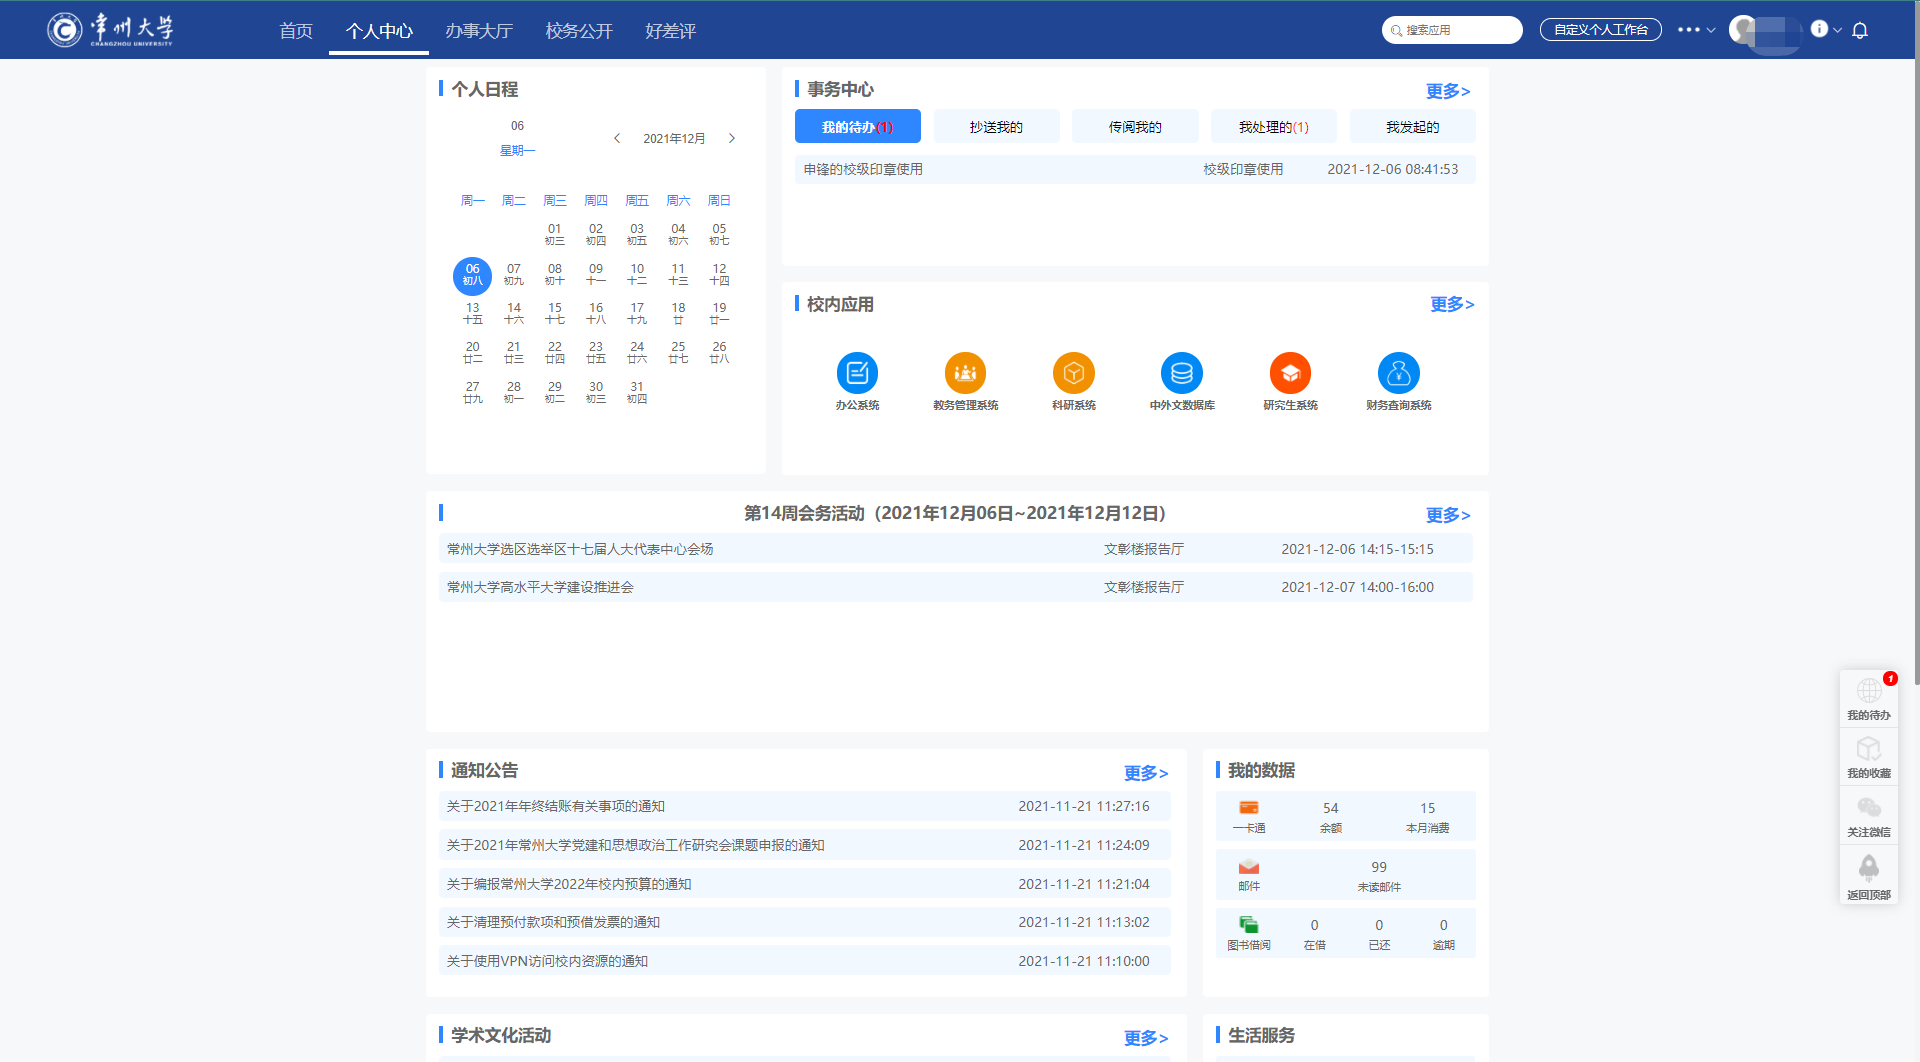 常州大学
CHANGZHOU UNIVERSITY
首页
个人中心
办事大厅
校务公开
好差评
搜索应用
自定义个人工作台
个人日程
06
星期一
2021年12月
周一 周二 周三 周四 周五 周六 周日
01 02 03 04 05
初三 初四 初五 初六 初七
06 07 08 09 10 11 12
初八 初九 初十 十一 十二 十三 十四
13 14 15 16 17 18 19
十五 十六 十七 十八 十九 廿 廿一
20 21 22 23 24 25 26
廿二 廿三 廿四 廿五 廿六 廿七 廿八
27 28 29 30 31
廿九 初一 初二 初三 初四
事务中心
更多>
我的待办(1) 抄送我的 传阅我的 我处理的(1) 我发起的
申锋的校级印章使用 校级印章使用 2021-12-06 08:41:53
校内应用
更多>
办公系统 教务管理系统 科研系统 中外文数据库 研究生系统 财务查询系统
第14周会务活动（2021年12月06日~2021年12月12日）
更多>
常州大学选区选举区十七届人大代表中心会场 文彰楼报告厅 2021-12-06 14:15-15:15
常州大学高水平大学建设推进会 文彰楼报告厅 2021-12-07 14:00-16:00
通知公告
更多>
关于2021年年终结账有关事项的通知 2021-11-21 11:27:16
关于2021年常州大学党建和思想政治工作研究会课题申报的通知 2021-11-21 11:24:09
关于编报常州大学2022年校内预算的通知 2021-11-21 11:21:04
关于清理预付款项和预借发票的通知 2021-11-21 11:13:02
关于使用VPN访问校内资源的通知 2021-11-21 11:10:00
我的数据
54 15
一卡通 余额 本月消费
99
邮件 未读邮件
0 0 0
图书借阅 在借 已还 逾期
学术文化活动
更多>
生活服务
1
我的待办
我的收藏
关注微信
返回顶部